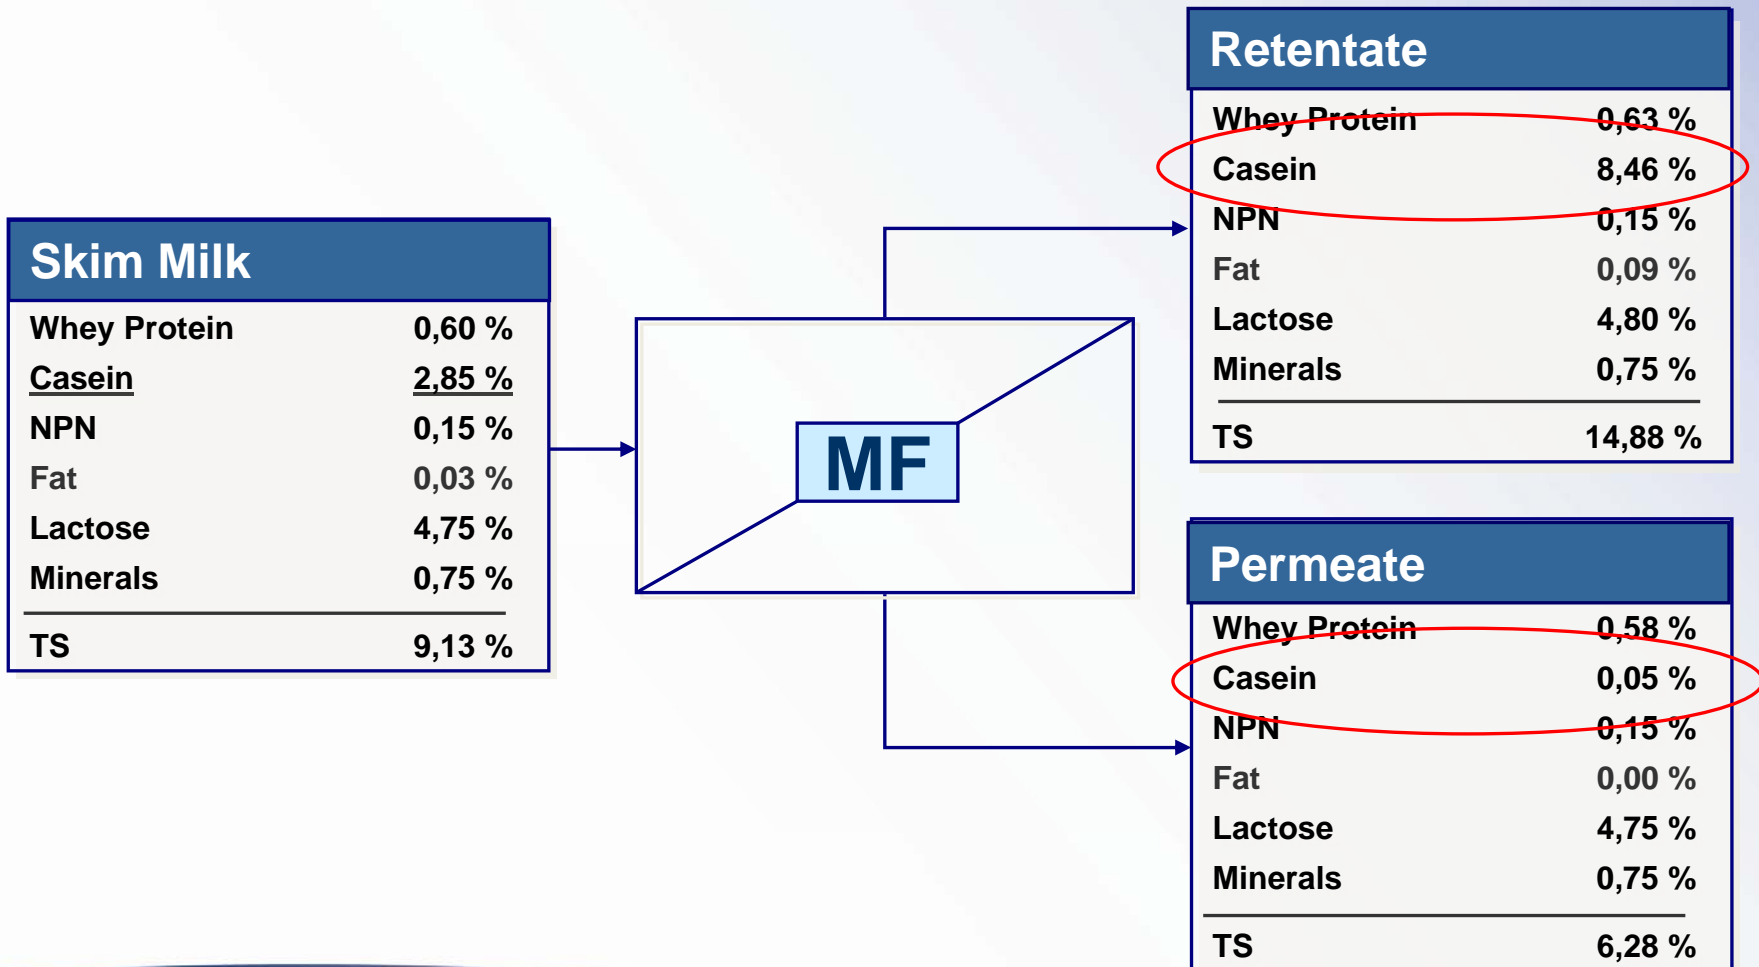 Skim Milk
Whey Protein 0,60 %
Casein 2,85 %
NPN 0,15 %
Fat 0,03 %
Lactose 4,75 %
Minerals 0,75 %
TS 9,13 %
MF
Retentate
Whey Protein 0,63 %
Casein 8,46 %
NPN 0,15 %
Fat 0,09 %
Lactose 4,80 %
Minerals 0,75 %
TS 14,88 %
Permeate
Whey Protein 0,58 %
Casein 0,05 %
NPN 0,15 %
Fat 0,00 %
Lactose 4,75 %
Minerals 0,75 %
TS 6,28 %